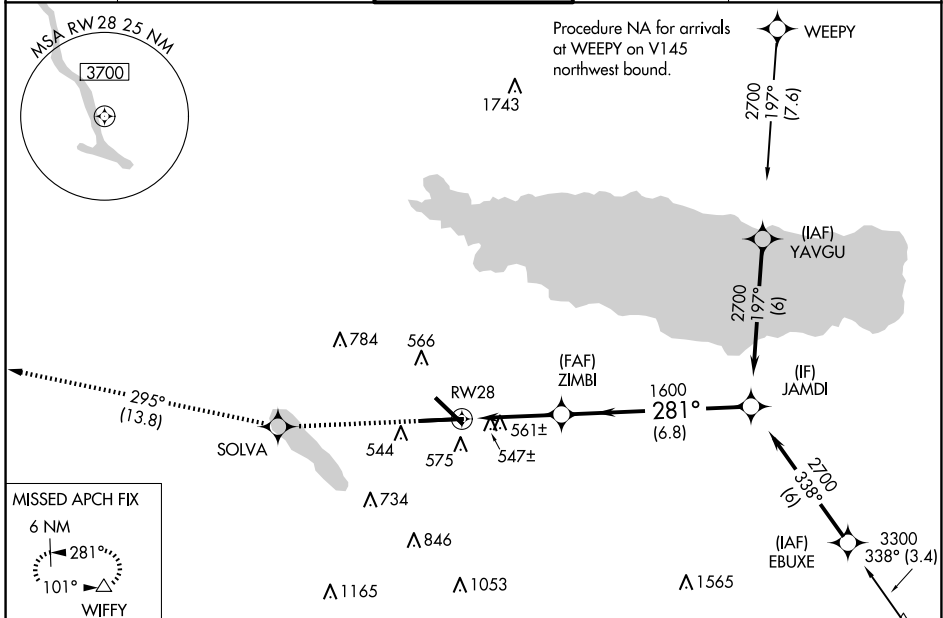 MSA RW28 25 NM
3700
Procedure NA for arrivals
at WEEPY on V145
northwest bound.
WEEPY
1743
2700
197°
(7.6)
(IAF)
YAVGU
2700
197°
(6)
784
566
RW28
(FAF)
ZIMBI
1600
281°
(6.8)
(IF)
JAMDI
295°
(13.8)
SOLVA
544
575
561±
547±
2700
338°
(6)
734
846
1165
1053
1565
(IAF)
EBUXE
3300
338° (3.4)
MISSED APCH FIX
6 NM
281°
101°
WIFFY